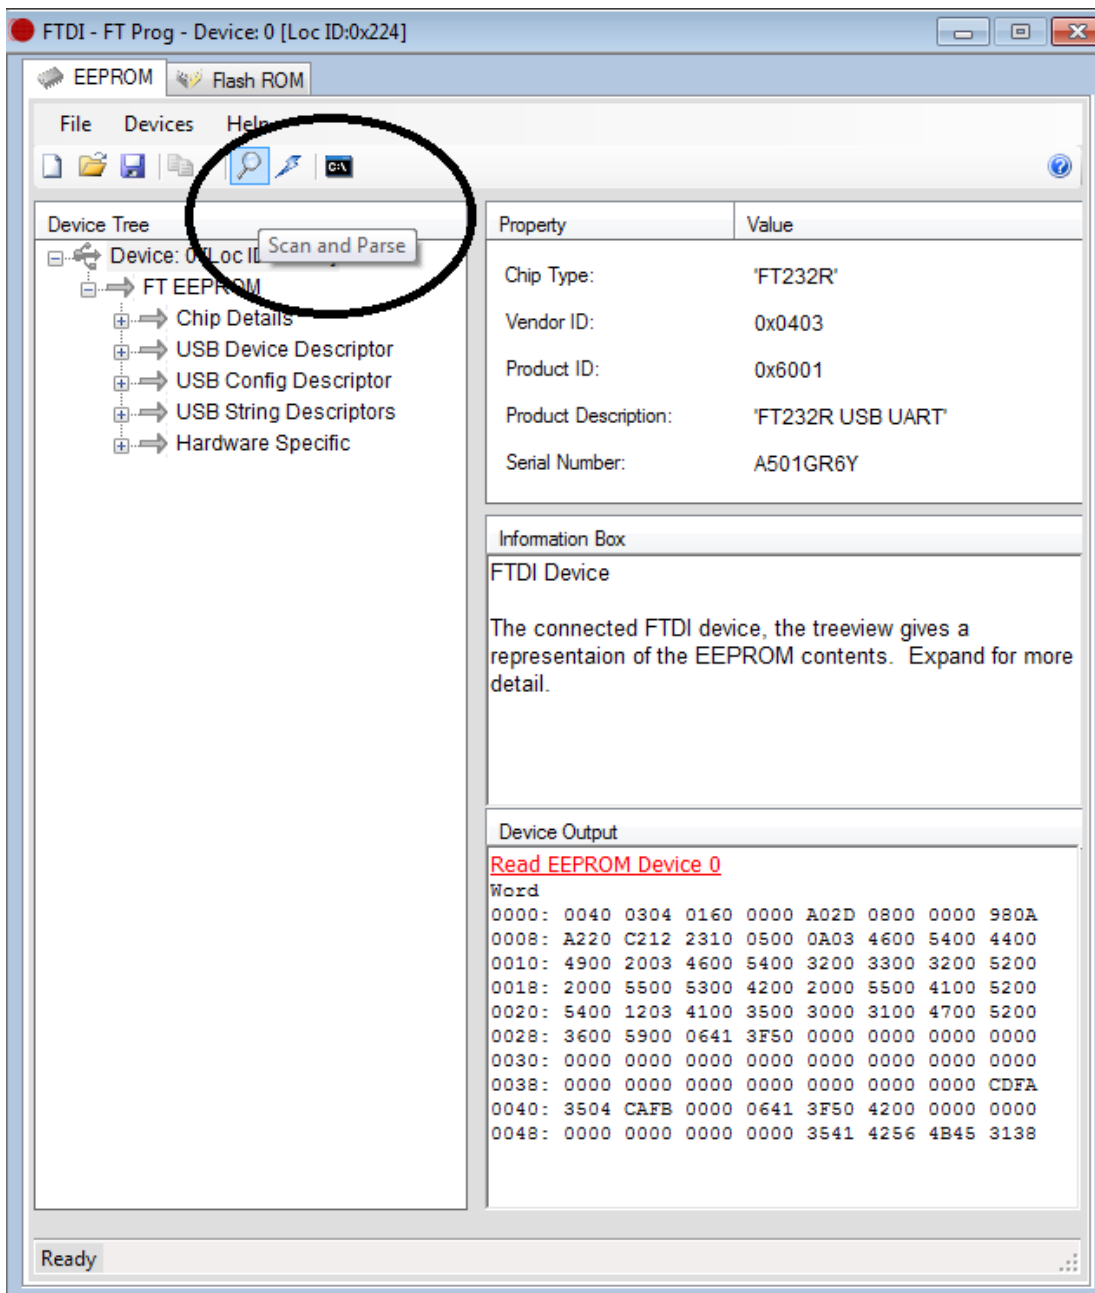 FTDI - FT Prog - Device: 0 [Loc ID:0x224]
EEPROM Flash ROM
File Devices Help
C:\
Scan and Parse
Device Tree
Device: 0 [Loc ID
FT EEPROM
Chip Details
USB Device Descriptor
USB Config Descriptor
USB String Descriptors
Hardware Specific
Property Value
Chip Type: 'FT232R'
Vendor ID: 0x0403
Product ID: 0x6001
Product Description: 'FT232R USB UART'
Serial Number: A501GR6Y
Information Box
FTDI Device
The connected FTDI device, the treeview gives a
representaion of the EEPROM contents. Expand for more
detail.
Device Output
Read EEPROM Device 0
Word
0000: 0040 0304 0160 0000 A02D 0800 0000 980A
0008: A220 C212 2310 0500 0A03 4600 5400 4400
0010: 4900 2003 4600 5400 3200 3300 3200 5200
0018: 2000 5500 5300 4200 2000 5500 4100 5200
0020: 5400 1203 4100 3500 3000 3100 4700 5200
0028: 3600 5900 0641 3F50 0000 0000 0000 0000
0030: 0000 0000 0000 0000 0000 0000 0000 0000
0038: 0000 0000 0000 0000 0000 0000 0000 CDFA
0040: 3504 CAFB 0000 0641 3F50 4200 0000 0000
0048: 0000 0000 0000 0000 3541 4256 4B45 3138
Ready